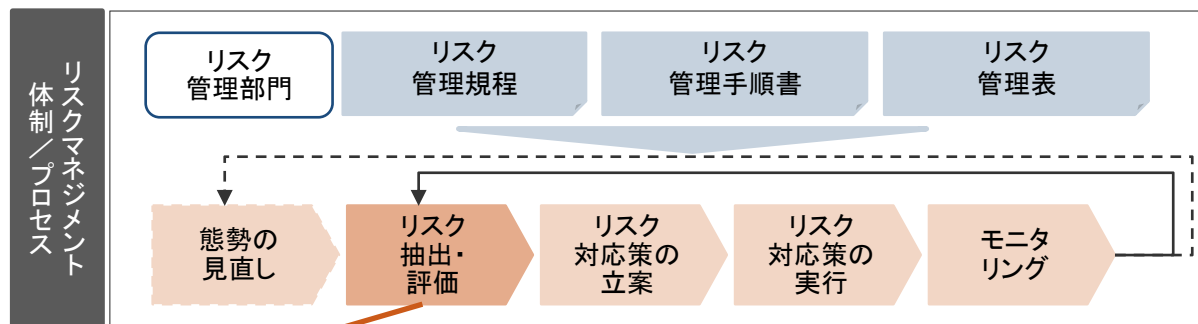 リスクマネジメント
体制／プロセス
リスク
管理部門
リスク
管理規程
リスク
管理手順書
リスク
管理表
態勢の
見直し
リスク
抽出・
評価
リスク
対応策の
立案
リスク
対応策の
実行
モニタ
リング